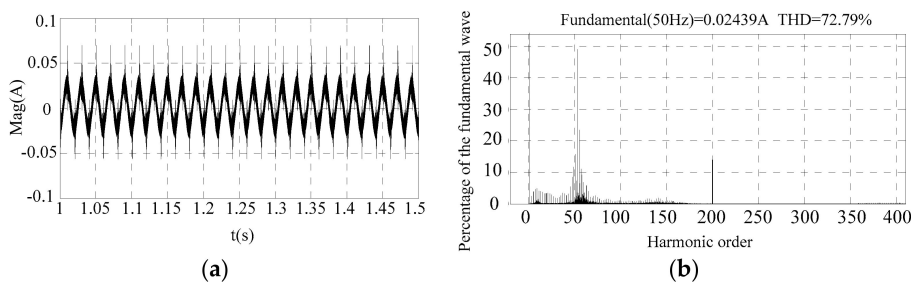 0.1
0.05
0
-0.05
-0.1
Mag(A)
1 1.05 1.1 1.15 1.2 1.25 1.3 1.35 1.4 1.45 1.5
t(s)
(a)
Fundamental(50Hz)=0.02439A THD=72.79%
Percentage of the fundamental wave
50
40
30
20
10
0
0 50 100 150 200 250 300 350 400
Harmonic order
(b)